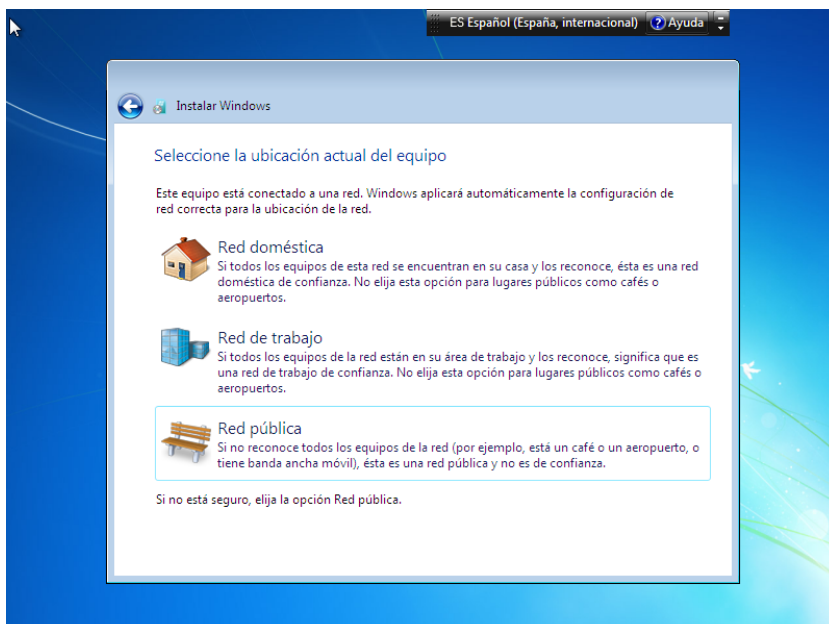 ES Español (España, internacional) ? Ayuda
Instalar Windows
Seleccione la ubicación actual del equipo
Este equipo está conectado a una red. Windows aplicará automáticamente la configuración de
red correcta para la ubicación de la red.
Red doméstica
Si todos los equipos de esta red se encuentran en su casa y los reconoce, ésta es una red
doméstica de confianza. No elija esta opción para lugares públicos como cafés o
aeropuertos.
Red de trabajo
Si todos los equipos de la red están en su área de trabajo y los reconoce, significa que es
una red de trabajo de confianza. No elija esta opción para lugares públicos como cafés o
aeropuertos.
Red pública
Si no reconoce todos los equipos de la red (por ejemplo, está un café o un aeropuerto, o
tiene banda ancha móvil), ésta es una red pública y no es de confianza.
Si no está seguro, elija la opción Red pública.